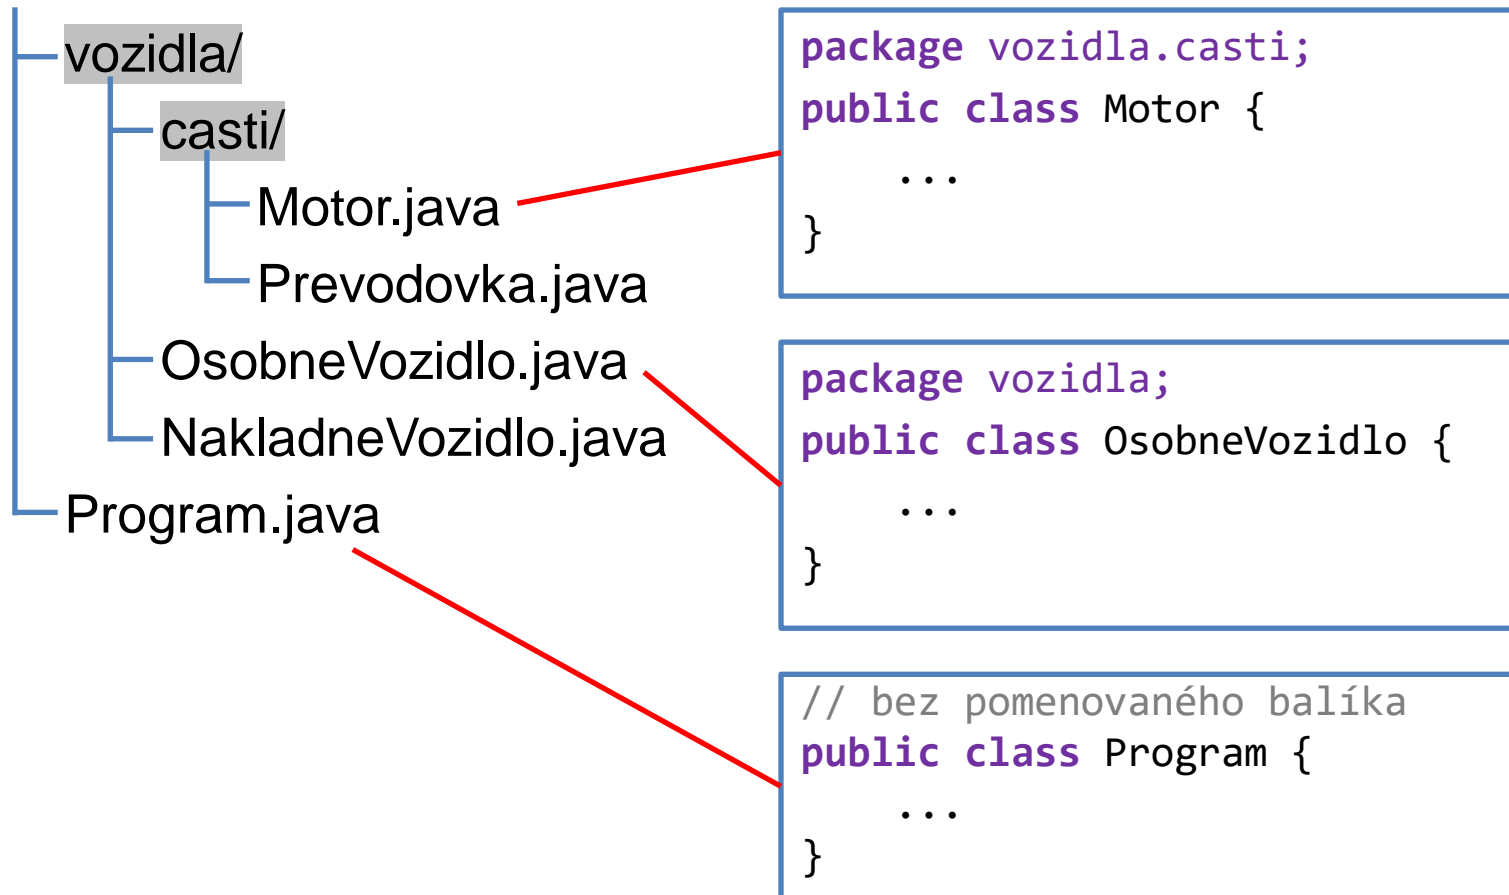 vozidla/
casti/
Motor.java
Prevodovka.java
OsobneVozidlo.java
NakladneVozidlo.java
Program.java
package vozidla.casti;
public class Motor {
...
}
package vozidla;
public class OsobneVozidlo {
...
}
// bez pomenovaného balíka
public class Program {
...
}